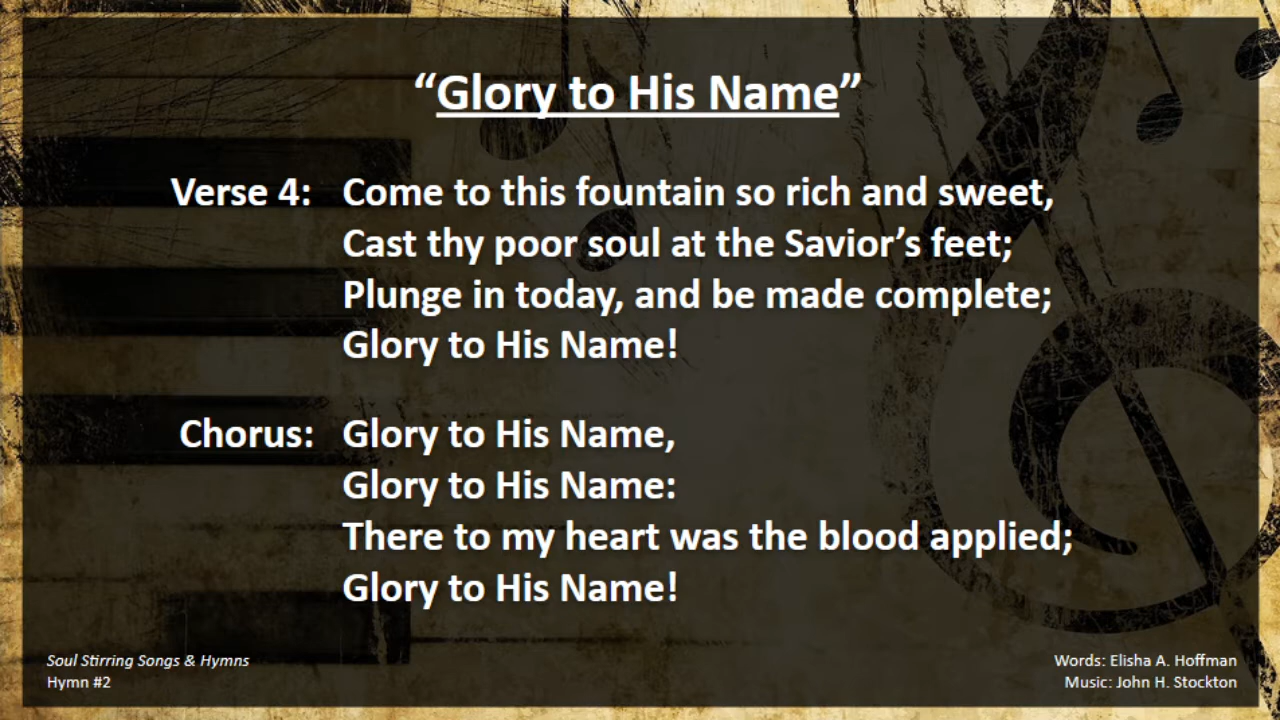 “Glory to His Name”
Verse 4: Come to this fountain so rich and sweet,
Cast thy poor soul at the Savior’s feet;
Plunge in today, and be made complete;
Glory to His Name!
Chorus: Glory to His Name,
Glory to His Name:
There to my heart was the blood applied;
Glory to His Name!
Soul Stirring Songs & Hymns
Hymn #2
Words: Elisha A. Hoffman
Music: John H. Stockton